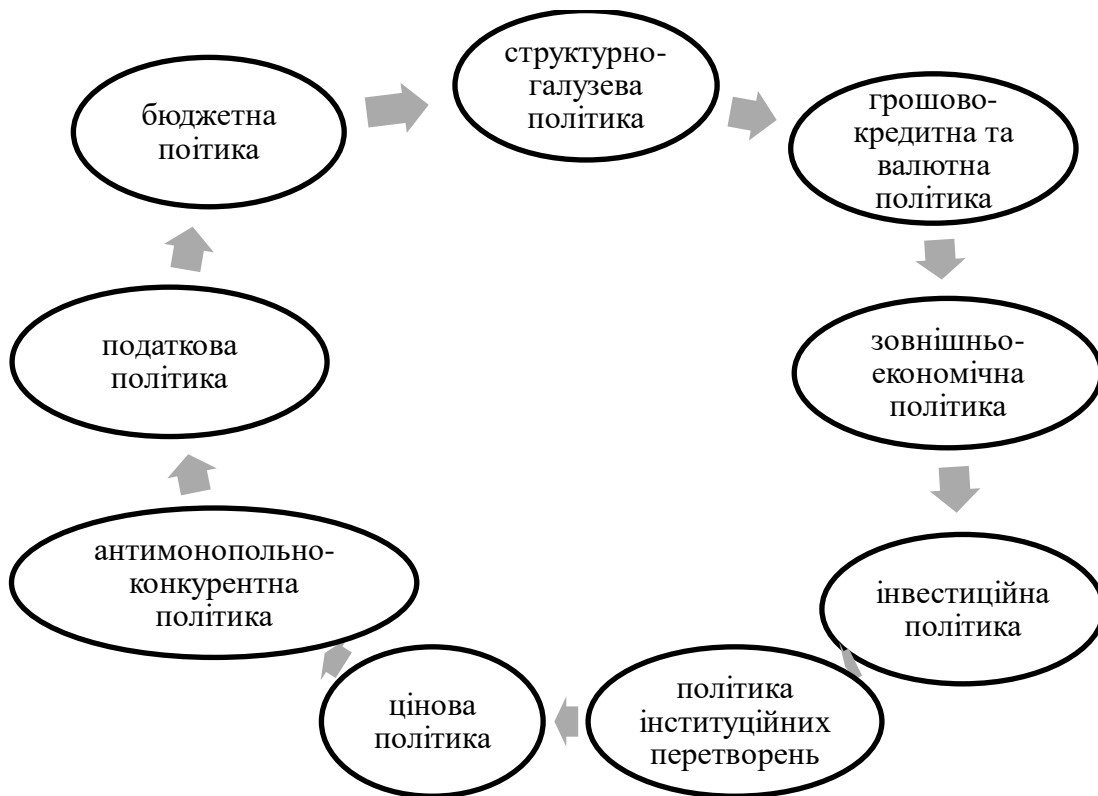 структурно-
галузева
політика
грошово-
кредитна та
валютна
політика
зовнішньо-
економічна
політика
інвестиційна
політика
політика
інституційних
перетворень
цінова
політика
антимонопольно-
конкурентна
політика
податкова
політика
бюджетна
поітика